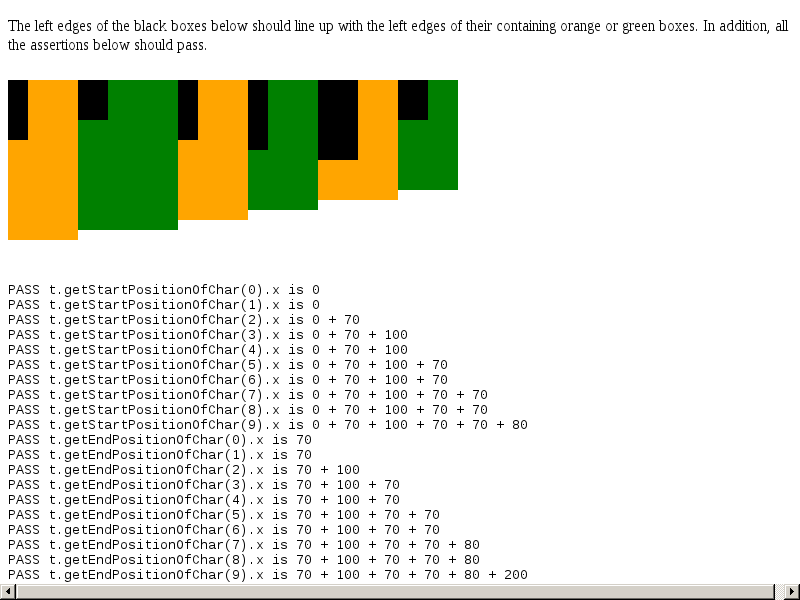 The left edges of the black boxes below should line up with the left edges of their containing orange or green boxes. In addition, all
the assertions below should pass.
PASS t.getStartPositionOfChar(0).x is 0
PASS t.getStartPositionOfChar(1).x is 0
PASS t.getStartPositionOfChar(2).x is 0 + 70
PASS t.getStartPositionOfChar(3).x is 0 + 70 + 100
PASS t.getStartPositionOfChar(4).x is 0 + 70 + 100
PASS t.getStartPositionOfChar(5).x is 0 + 70 + 100 + 70
PASS t.getStartPositionOfChar(6).x is 0 + 70 + 100 + 70
PASS t.getStartPositionOfChar(7).x is 0 + 70 + 100 + 70 + 70
PASS t.getStartPositionOfChar(8).x is 0 + 70 + 100 + 70 + 70
PASS t.getStartPositionOfChar(9).x is 0 + 70 + 100 + 70 + 70 + 80
PASS t.getEndPositionOfChar(0).x is 70
PASS t.getEndPositionOfChar(1).x is 70
PASS t.getEndPositionOfChar(2).x is 70 + 100
PASS t.getEndPositionOfChar(3).x is 70 + 100 + 70
PASS t.getEndPositionOfChar(4).x is 70 + 100 + 70
PASS t.getEndPositionOfChar(5).x is 70 + 100 + 70 + 70
PASS t.getEndPositionOfChar(6).x is 70 + 100 + 70 + 70
PASS t.getEndPositionOfChar(7).x is 70 + 100 + 70 + 70 + 80
PASS t.getEndPositionOfChar(8).x is 70 + 100 + 70 + 70 + 80
PASS t.getEndPositionOfChar(9).x is 70 + 100 + 70 + 70 + 80 + 200